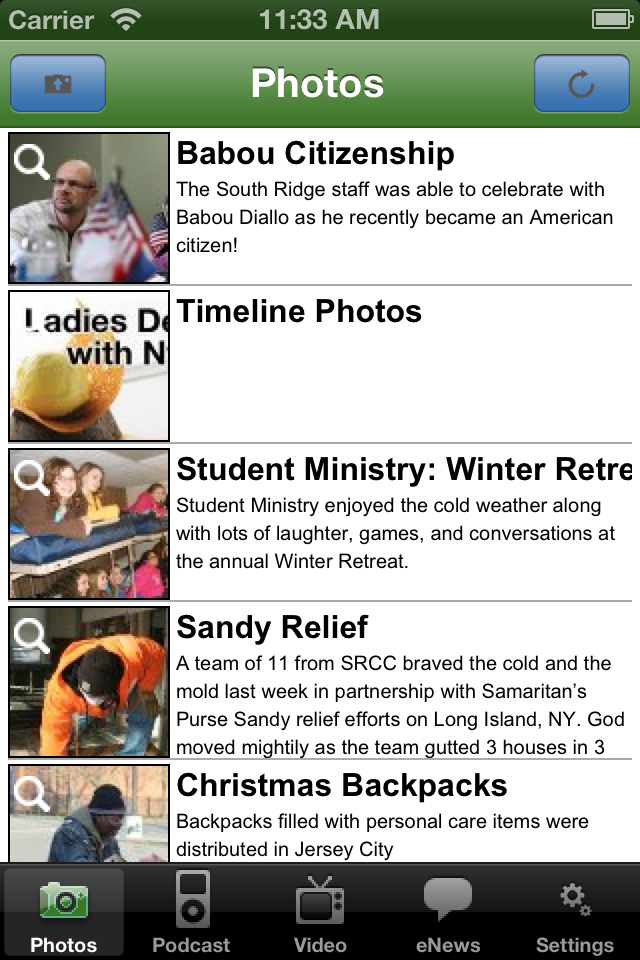 Carrier 11:33 AM
Photos
Babou Citizenship
The South Ridge staff was able to celebrate with
Babou Diallo as he recently became an American
citizen!
Ladies De
with N
Timeline Photos
Student Ministry: Winter Retre
Student Ministry enjoyed the cold weather along
with lots of laughter, games, and conversations at
the annual Winter Retreat.
Sandy Relief
A team of 11 from SRCC braved the cold and the
mold last week in partnership with Samaritan’s
Purse Sandy relief efforts on Long Island, NY. God
moved mightily as the team gutted 3 houses in 3
Christmas Backpacks
Backpacks filled with personal care items were
distributed in Jersey City
Photos Podcast Video eNews Settings